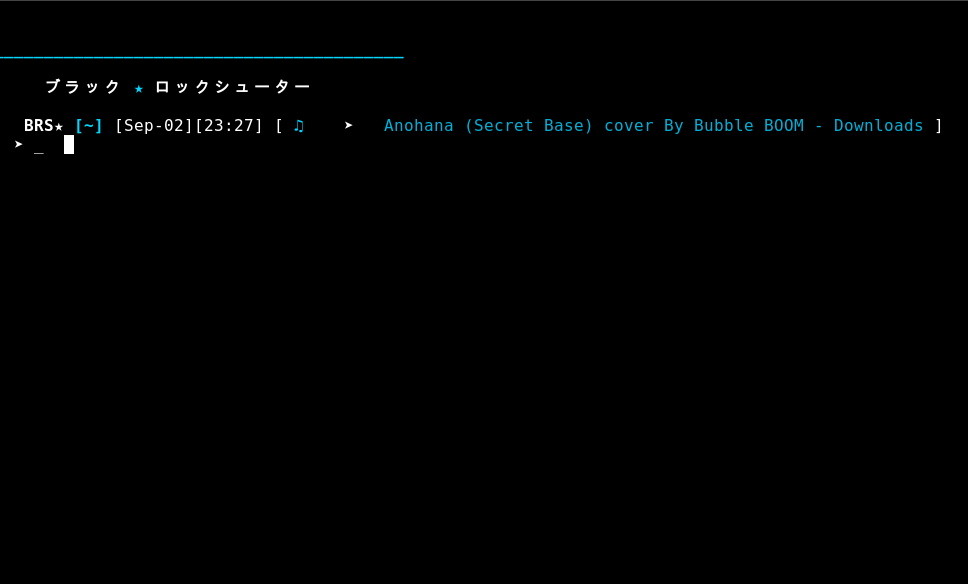 ブラック ★ ロックシューター
BRS★ [~] [Sep-02][23:27] [ ♫ ➤ Anohana (Secret Base) cover By Bubble BOOM - Downloads ]
➤ _